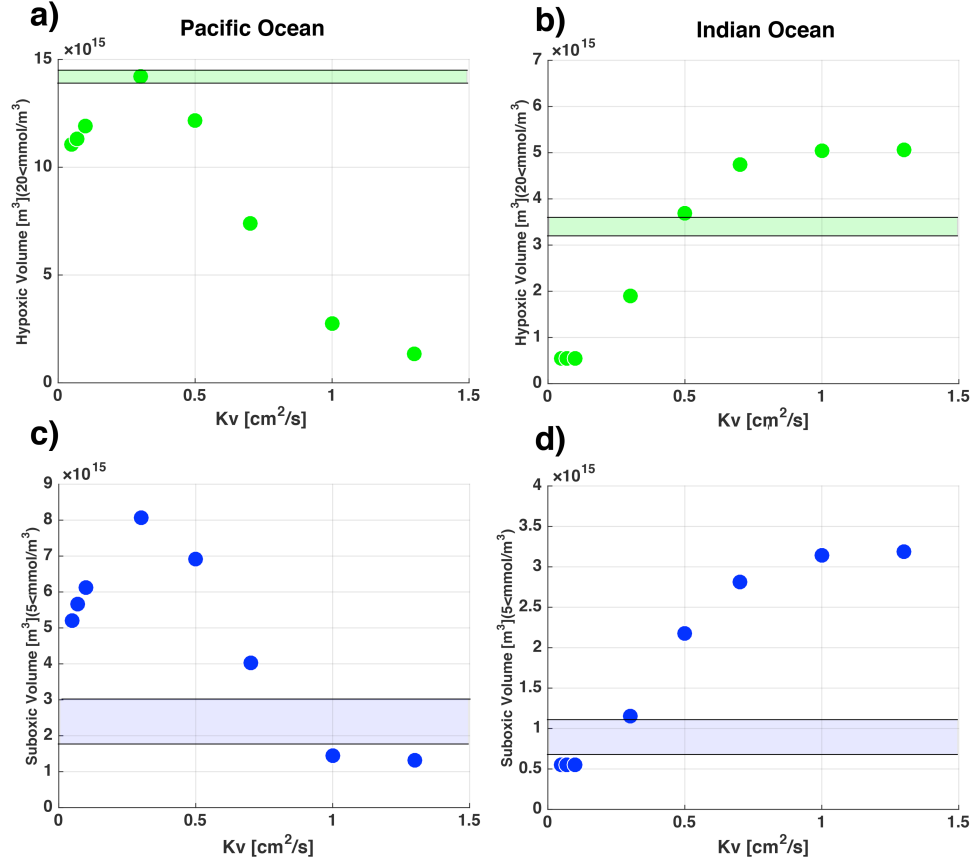 a)
Pacific Ocean
×10^15
15
10
5
0
0 0.5 1 1.5
Hypoxic Volume [m^3](20<mmol/m^3)
Kv [cm^2/s]
b)
Indian Ocean
×10^15
7
6
5
4
3
2
1
0
0 0.5 1 1.5
Hypoxic Volume [m^3](20<mmol/m^3)
Kv [cm^2/s]
c)
×10^15
9
8
7
6
5
4
3
2
1
0
0 0.5 1 1.5
Suboxic Volume [m^3](5<mmol/m^3)
Kv [cm^2/s]
d)
×10^15
4
3.5
3
2.5
2
1.5
1
0.5
0
0 0.5 1 1.5
Suboxic Volume [m^3](5<mmol/m^3)
Kv [cm^2/s]